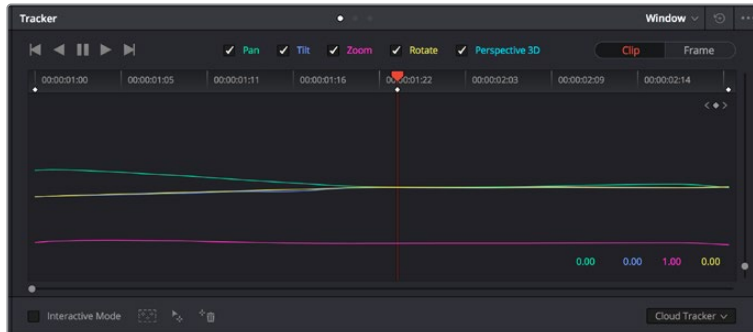 Tracker Window
Pan Tilt Zoom Rotate Perspective 3D Clip Frame
00:00:01:00 00:00:01:05 00:00:01:11 00:00:01:16 00:00:01:22 00:00:02:03 00:00:02:09 00:00:02:14
0.00 0.00 1.00 0.00
Interactive Mode Cloud Tracker